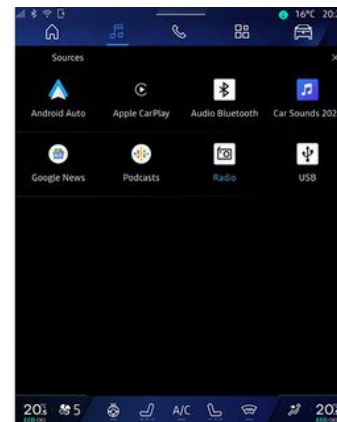 16°C 20:
Sources
Android Auto
Apple CarPlay
Audio Bluetooth
Car Sounds 202
Google News
Podcasts
Radio
USB
20
5
A/C
20